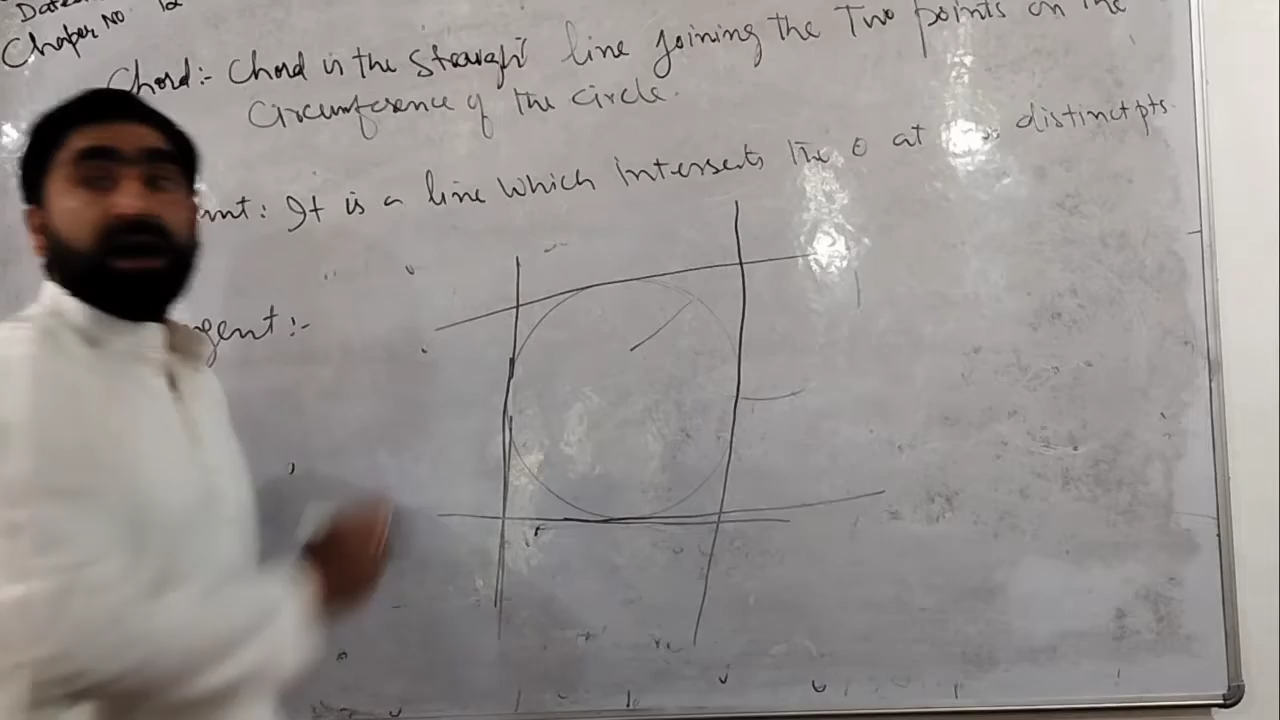 Chapter No 12
Chord:- Chord is the straight line joining the Two points on the
Circumference of the circle.
nt: It is a line which intersects the ⊙ at distinct pts.
gent:-